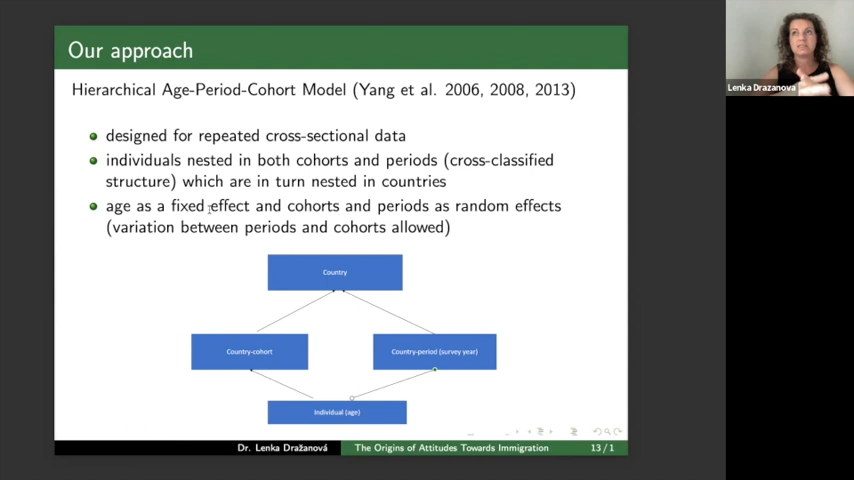 Our approach
Hierarchical Age-Period-Cohort Model (Yang et al. 2006, 2008, 2013)
designed for repeated cross-sectional data
individuals nested in both cohorts and periods (cross-classified
structure) which are in turn nested in countries
age as a fixed effect and cohorts and periods as random effects
(variation between periods and cohorts allowed)
Country
Country-cohort
Country-period (survey year)
Individual (age)
Dr. Lenka Dražanová
The Origins of Attitudes Towards Immigration
13 / 1
Lenka Drazanova